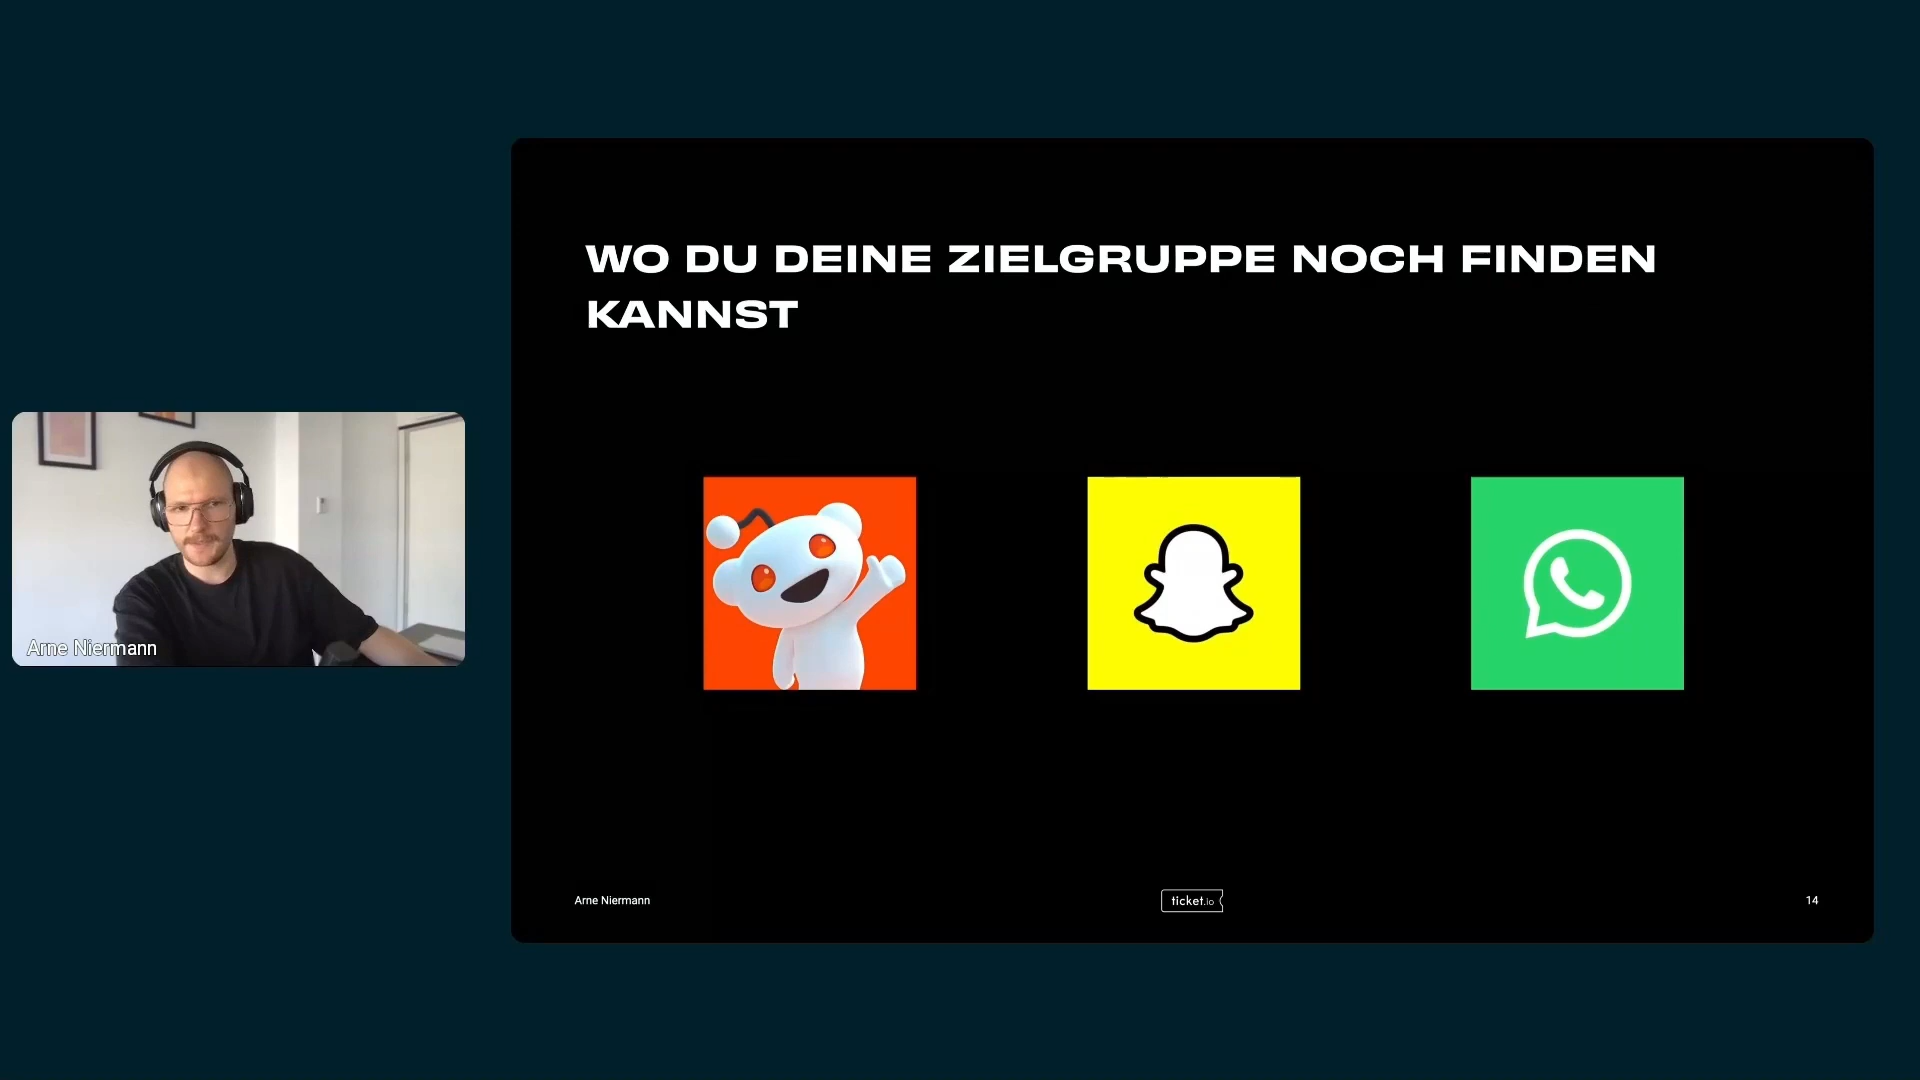 WO DU DEINE ZIELGRUPPE NOCH FINDEN
KANNST
Arne Niermann
Arne Niermann
ticket.io
14